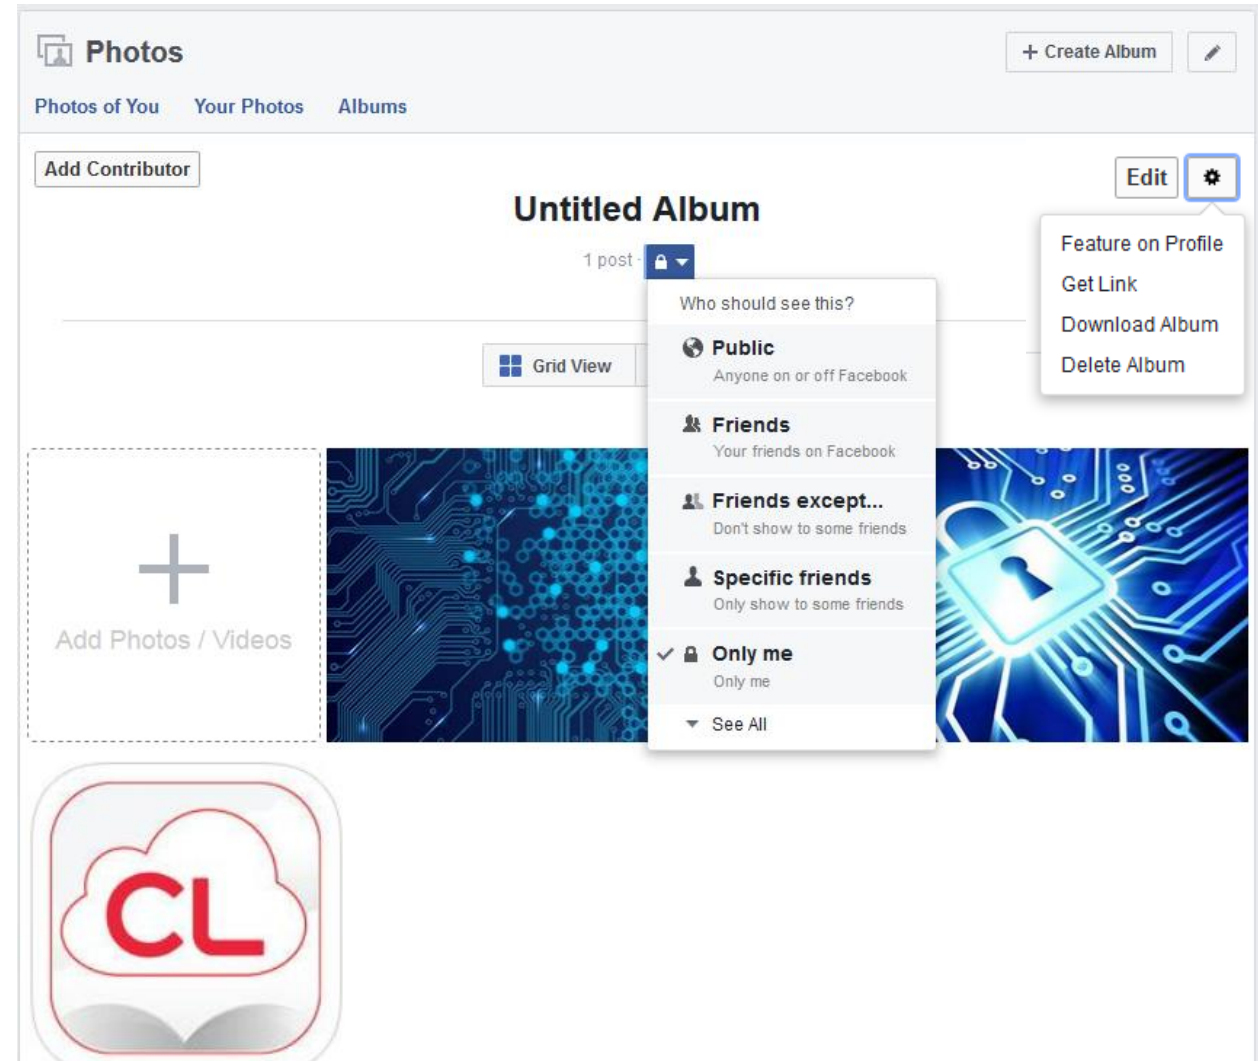 Photos
+ Create Album
Photos of You Your Photos Albums
Add Contributor
Edit
Untitled Album
1 post ·
Feature on Profile
Get Link
Download Album
Delete Album
Who should see this?
Public
Anyone on or off Facebook
Friends
Your friends on Facebook
Friends except...
Don't show to some friends
Specific friends
Only show to some friends
Only me
Only me
See All
Grid View
Add Photos / Videos
CL